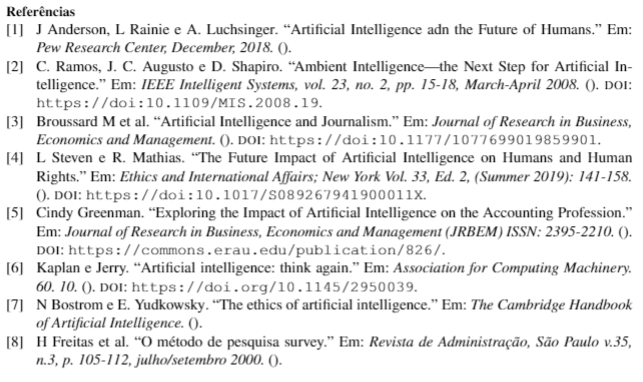 Referências
[1] J Anderson, L Rainie e A. Luchsinger. “Artificial Intelligence adn the Future of Humans.” Em:
Pew Research Center, December, 2018. ().
[2] C. Ramos, J. C. Augusto e D. Shapiro. “Ambient Intelligence—the Next Step for Artificial In-
telligence.” Em: IEEE Intelligent Systems, vol. 23, no. 2, pp. 15-18, March-April 2008. (). DOI:
https://doi:10.1109/MIS.2008.19.
[3] Broussard M et al. “Artificial Intelligence and Journalism.” Em: Journal of Research in Business,
Economics and Management. (). DOI: https://doi:10.1177/1077699019859901.
[4] L Steven e R. Mathias. “The Future Impact of Artificial Intelligence on Humans and Human
Rights.” Em: Ethics and International Affairs; New York Vol. 33, Ed. 2, (Summer 2019): 141-158.
(). DOI: https://doi:10.1017/S089267941900011X.
[5] Cindy Greenman. “Exploring the Impact of Artificial Intelligence on the Accounting Profession.”
Em: Journal of Research in Business, Economics and Management (JRBEM) ISSN: 2395-2210. ().
DOI: https://commons.erau.edu/publication/826/.
[6] Kaplan e Jerry. “Artificial intelligence: think again.” Em: Association for Computing Machinery.
60. 10. (). DOI: https://doi.org/10.1145/2950039.
[7] N Bostrom e E. Yudkowsky. “The ethics of artificial intelligence.” Em: The Cambridge Handbook
of Artificial Intelligence. ().
[8] H Freitas et al. “O método de pesquisa survey.” Em: Revista de Administração, São Paulo v.35,
n.3, p. 105-112, julho/setembro 2000. ().